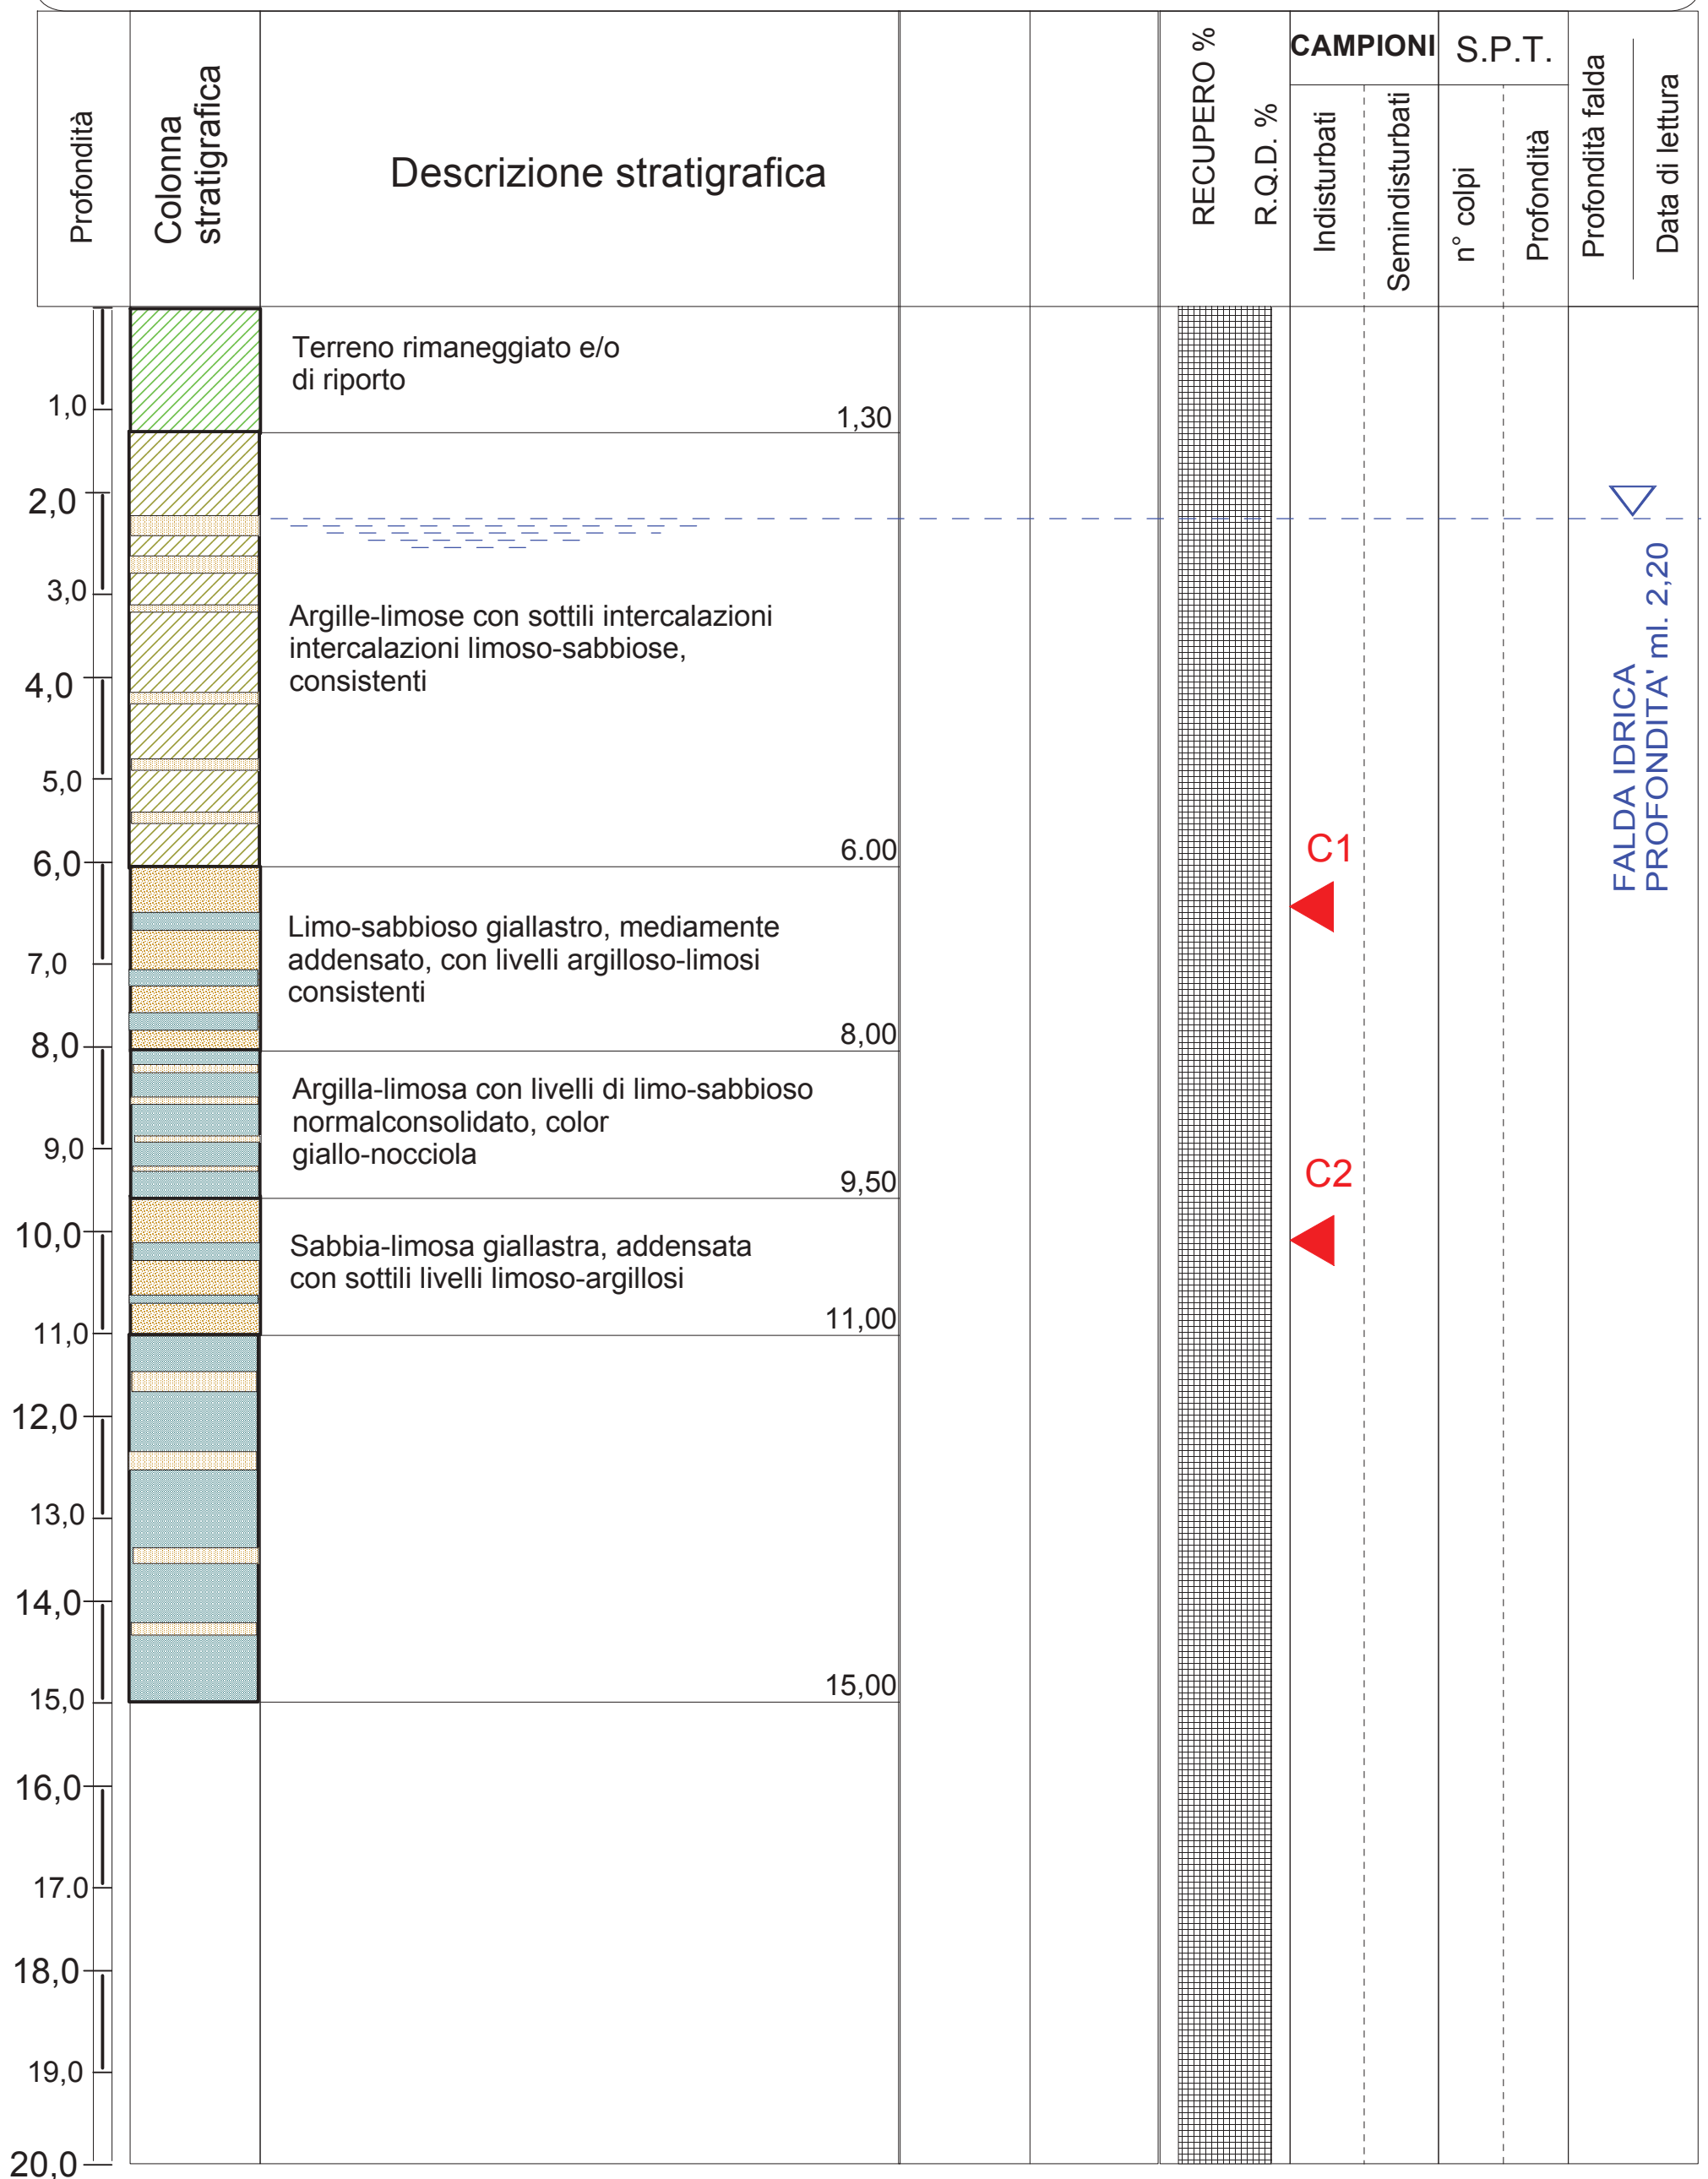 Profondità
Colonna
stratigrafica
Descrizione stratigrafica
RECUPERO %
R.Q.D. %
CAMPIONI
Indisturbati
Semindisturbati
S.P.T.
n° colpi
Profondità
Profondità falda
Data di lettura
Terreno rimaneggiato e/o
di riporto
1,0
1,30
2,0
3,0
Argille-limose con sottili intercalazioni
intercalazioni limoso-sabbiose,
consistenti
4,0
5,0
6.00
6,0
FALDA IDRICA
PROFONDITA' ml. 2,20
C1
Limo-sabbioso giallastro, mediamente
addensato, con livelli argilloso-limosi
consistenti
7,0
8,00
8,0
Argilla-limosa con livelli di limo-sabbioso
normalconsolidato, color
giallo-nocciola
9,0
9,50
C2
10,0
Sabbia-limosa giallastra, addensata
con sottili livelli limoso-argillosi
11,00
11,0
12,0
13,0
14,0
15,00
15,0
16,0
17.0
18,0
19,0
20,0